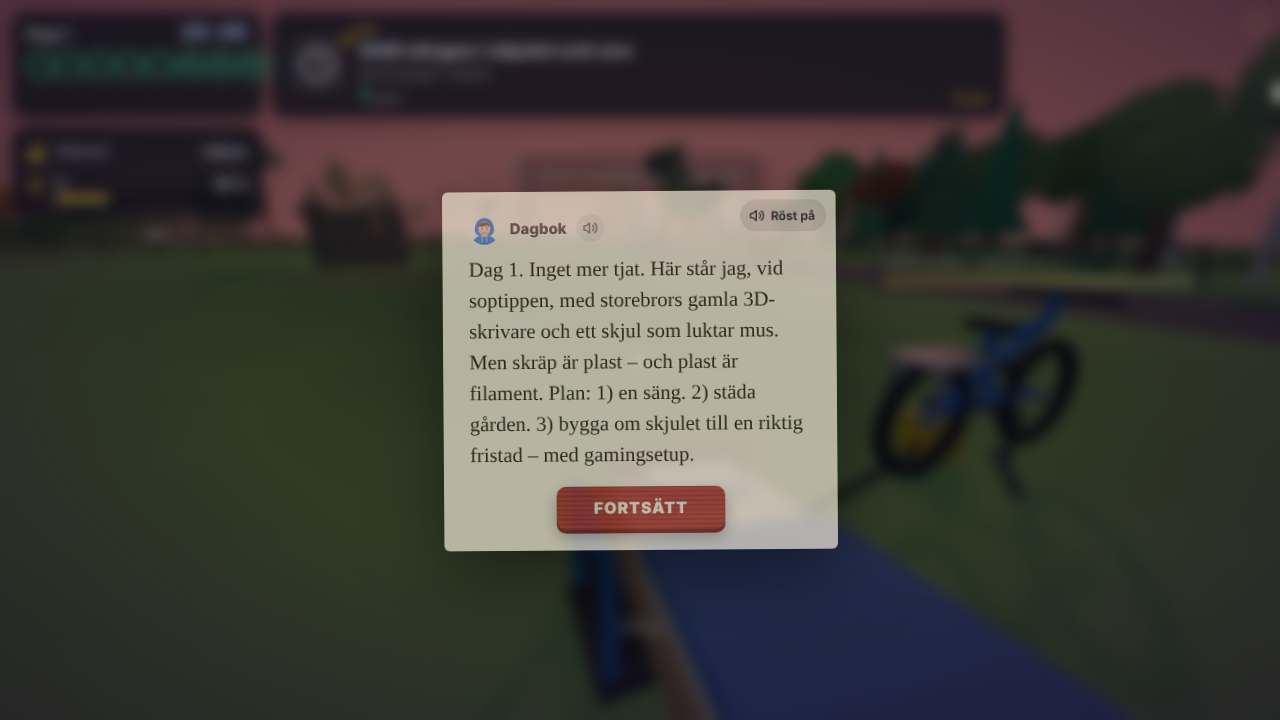 Röst på
Dagbok
Dag 1. Inget mer tjat. Här står jag, vid
soptippen, med storebrors gamla 3D-
skrivare och ett skjul som luktar mus.
Men skräp är plast – och plast är
filament. Plan: 1) en säng. 2) städa
gården. 3) bygga om skjulet till en riktig
fristad – med gamingsetup.
FORTSÄTT